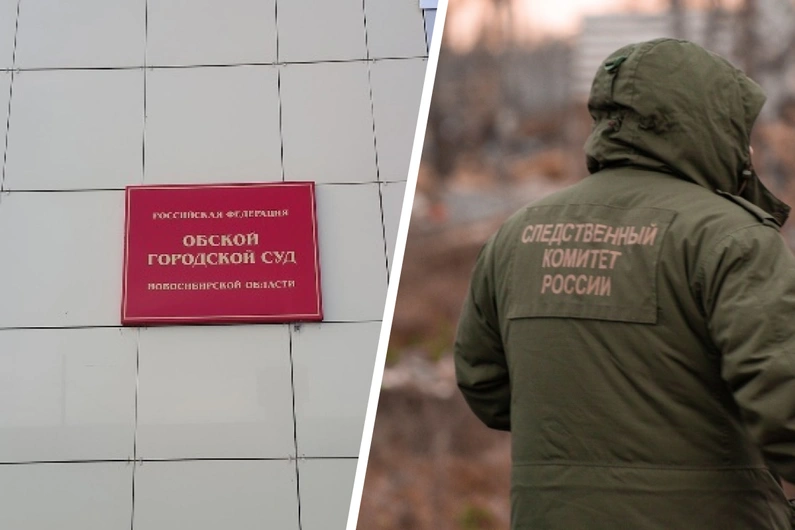 РОССИЙСКАЯ ФЕДЕРАЦИЯ
ОБСКОЙ
ГОРОДСКОЙ СУД
НОВОСИБИРСКОЙ ОБЛАСТИ
СЛЕДСТВЕННЫЙ
КОМИТЕТ
РОССИИ